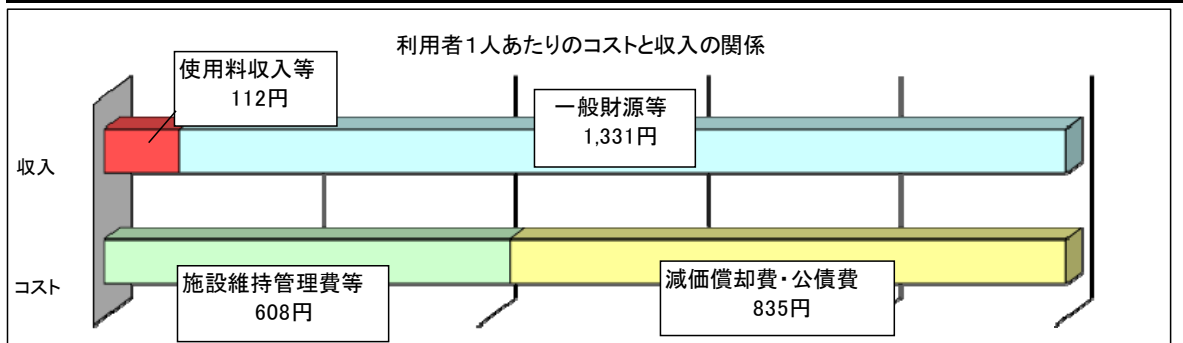 利用者１人あたりのコストと収入の関係
使用料収入等
112円
一般財源等
1,331円
収入
コスト
施設維持管理費等
608円
減価償却費・公債費
835円